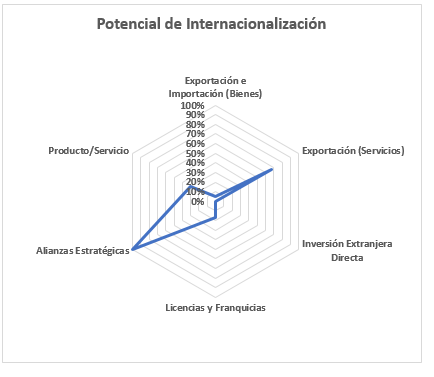 Potencial de Internacionalización
Exportación e
Importación (Bienes)
100%
90%
80%
70%
60%
50%
40%
30%
20%
10%
0%
Producto/Servicio
Exportación (Servicios)
Alianzas Estratégicas
Inversión Extranjera
Directa
Licencias y Franquicias